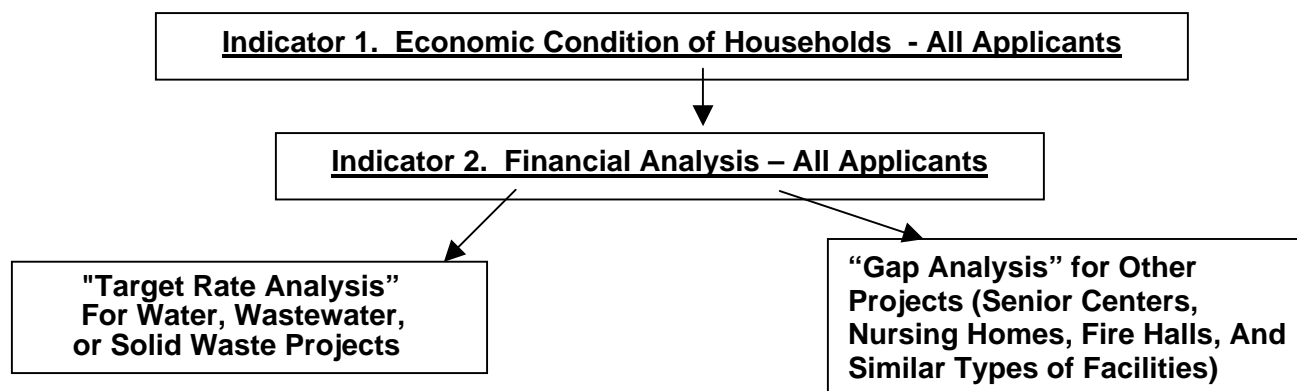 Indicator 1.  Economic Condition of Households  - All Applicants
Indicator 2.  Financial Analysis – All Applicants
"Target Rate Analysis”
For Water, Wastewater,
or Solid Waste Projects
“Gap Analysis” for Other
Projects (Senior Centers,
Nursing Homes, Fire Halls, And
Similar Types of Facilities)